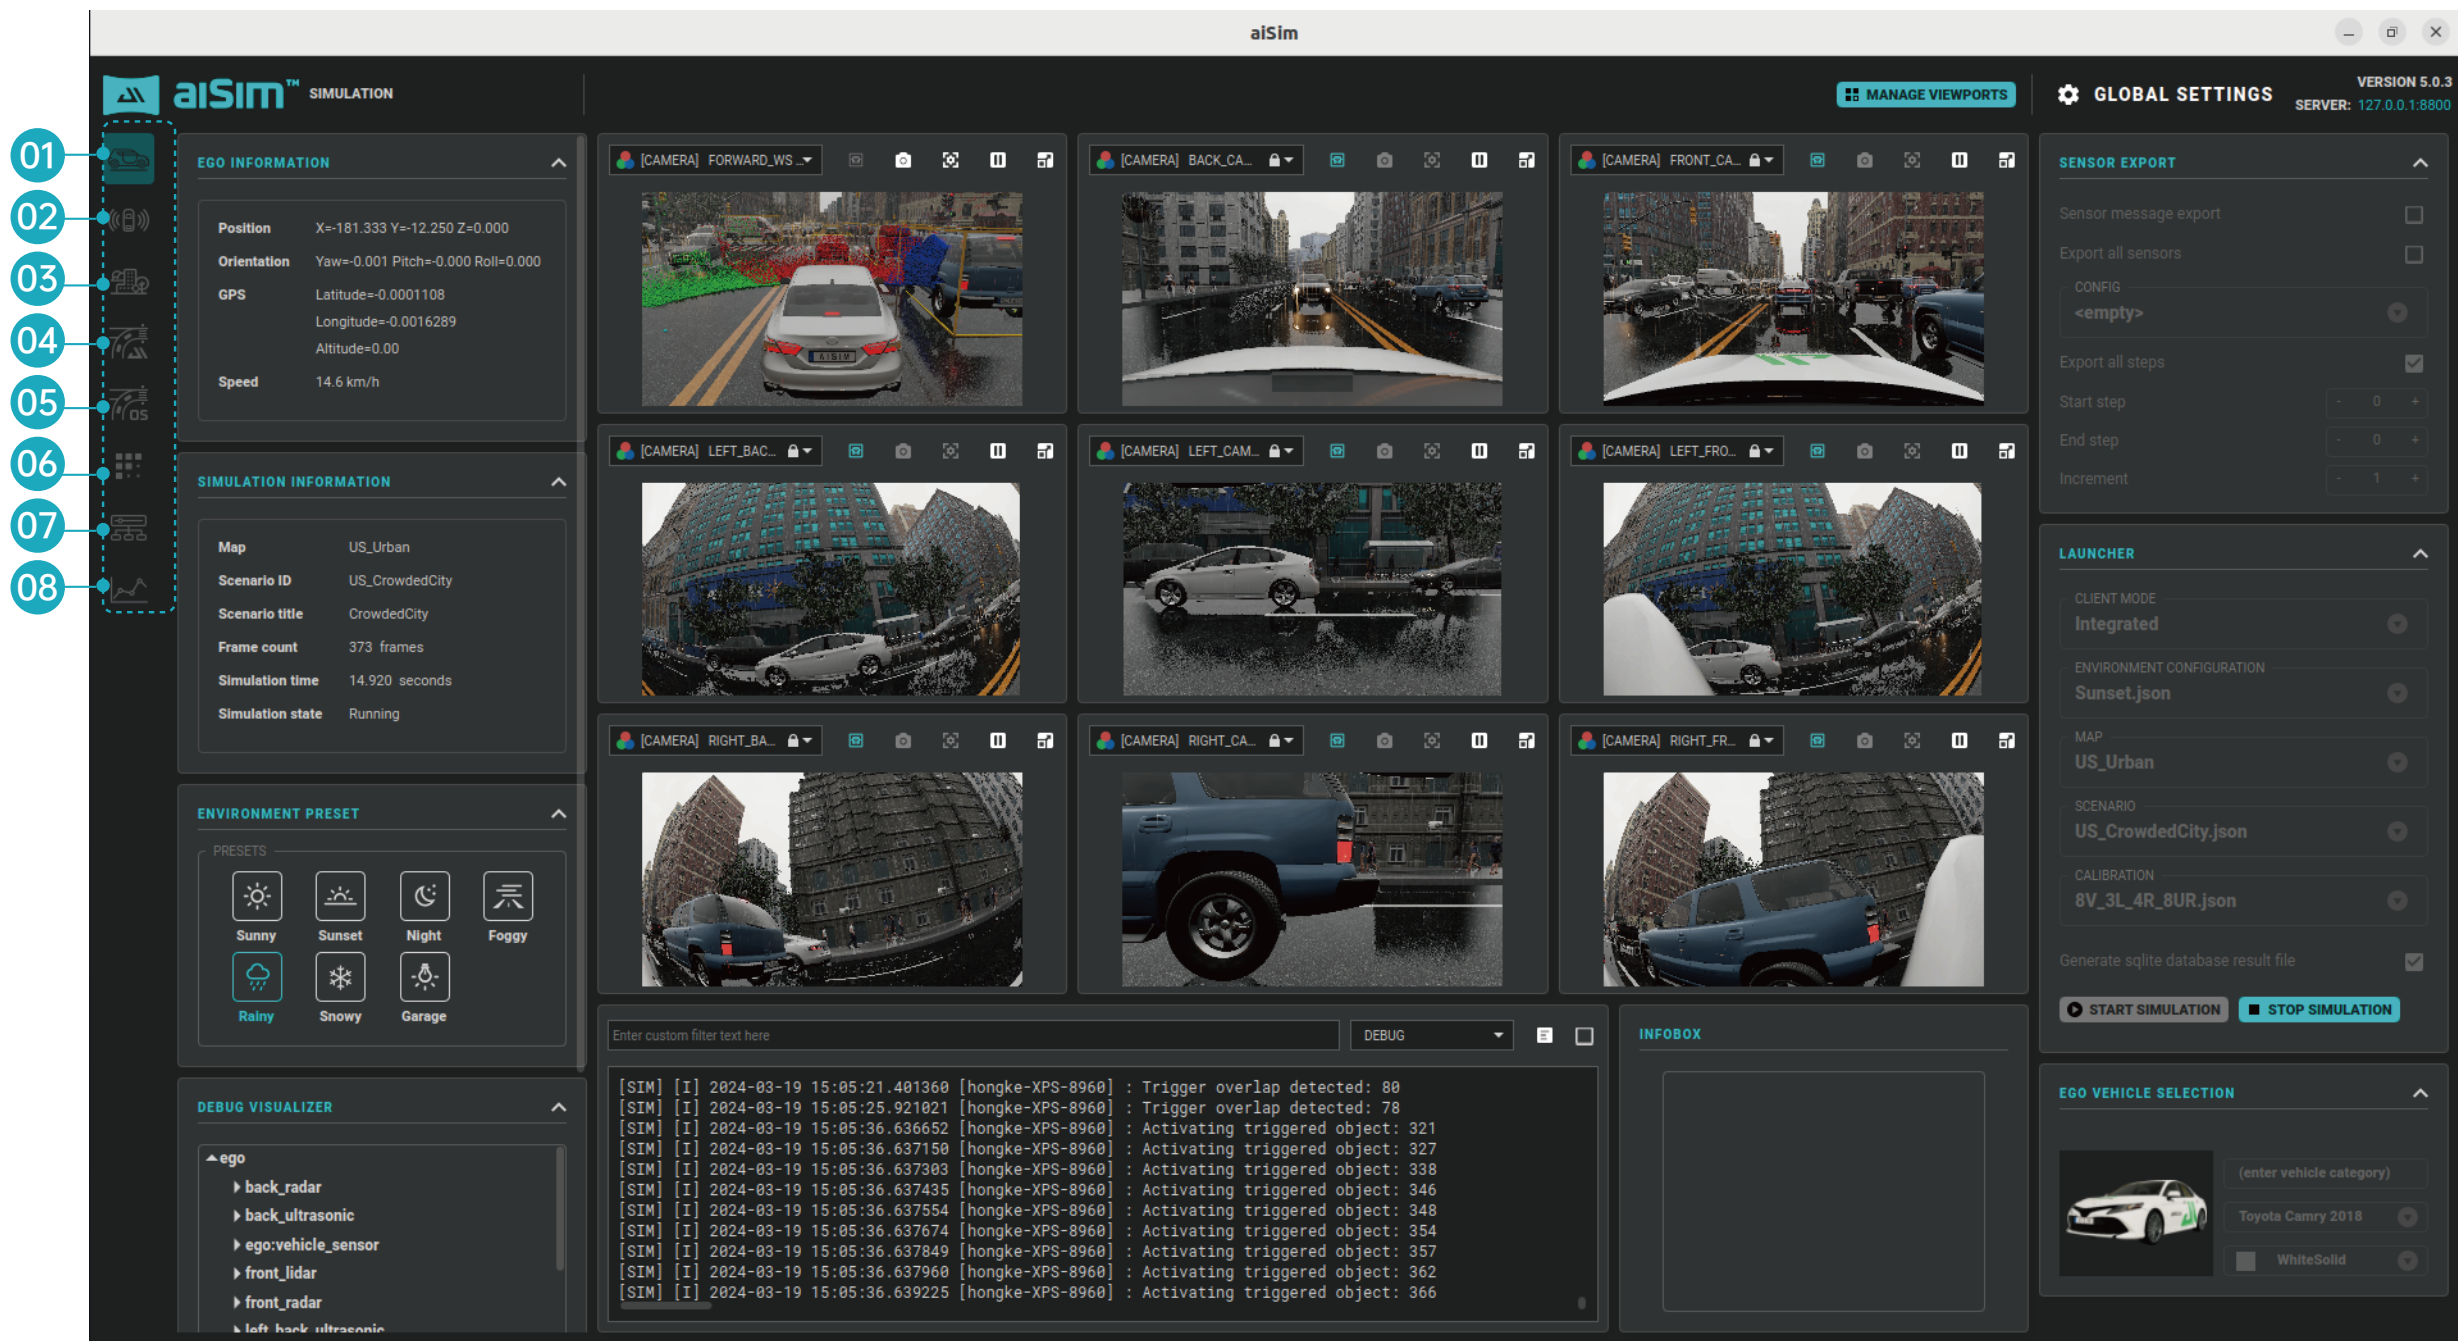 aiSim
aiSim™ SIMULATION
MANAGE VIEWPORTS
GLOBAL SETTINGS
VERSION 5.0.3
SERVER: 127.0.0.1:8800
01
02
03
04
05
OS
06
07
08
EGO INFORMATION
Position X=-181.333 Y=-12.250 Z=0.000
Orientation Yaw=-0.001 Pitch=-0.000 Roll=0.000
GPS Latitude=-0.0001108
Longitude=-0.0016289
Altitude=0.00
Speed 14.6 km/h
SIMULATION INFORMATION
Map US_Urban
Scenario ID US_CrowdedCity
Scenario title CrowdedCity
Frame count 373 frames
Simulation time 14.920 seconds
Simulation state Running
ENVIRONMENT PRESET
PRESETS
Sunny Sunset Night Foggy
Rainy Snowy Garage
DEBUG VISUALIZER
ego
back_radar
back_ultrasonic
ego:vehicle_sensor
front_lidar
front_radar
left_back_ultrasonic
[CAMERA] FORWARD_WS ...
[CAMERA] BACK_CA...
[CAMERA] FRONT_CA...
AISIM
[CAMERA] LEFT_BAC...
[CAMERA] LEFT_CAM...
[CAMERA] LEFT_FRO...
[CAMERA] RIGHT_BA...
[CAMERA] RIGHT_CA...
[CAMERA] RIGHT_FR...
Enter custom filter text here
DEBUG
[SIM] [I] 2024-03-19 15:05:21.401360 [hongke-XPS-8960] : Trigger overlap detected: 80
[SIM] [I] 2024-03-19 15:05:25.921021 [hongke-XPS-8960] : Trigger overlap detected: 78
[SIM] [I] 2024-03-19 15:05:36.636652 [hongke-XPS-8960] : Activating triggered object: 321
[SIM] [I] 2024-03-19 15:05:36.637150 [hongke-XPS-8960] : Activating triggered object: 327
[SIM] [I] 2024-03-19 15:05:36.637303 [hongke-XPS-8960] : Activating triggered object: 338
[SIM] [I] 2024-03-19 15:05:36.637435 [hongke-XPS-8960] : Activating triggered object: 346
[SIM] [I] 2024-03-19 15:05:36.637554 [hongke-XPS-8960] : Activating triggered object: 348
[SIM] [I] 2024-03-19 15:05:36.637674 [hongke-XPS-8960] : Activating triggered object: 354
[SIM] [I] 2024-03-19 15:05:36.637849 [hongke-XPS-8960] : Activating triggered object: 357
[SIM] [I] 2024-03-19 15:05:36.637960 [hongke-XPS-8960] : Activating triggered object: 362
[SIM] [I] 2024-03-19 15:05:36.639225 [hongke-XPS-8960] : Activating triggered object: 366
INFOBOX
SENSOR EXPORT
Sensor message export
Export all sensors
CONFIG
<empty>
Export all steps
Start step - 0 +
End step - 0 +
Increment - 1 +
LAUNCHER
CLIENT MODE
Integrated
ENVIRONMENT CONFIGURATION
Sunset.json
MAP
US_Urban
SCENARIO
US_CrowdedCity.json
CALIBRATION
8V_3L_4R_8UR.json
Generate sqlite database result file
START SIMULATION
STOP SIMULATION
EGO VEHICLE SELECTION
(enter vehicle category)
Toyota Camry 2018
WhiteSolid